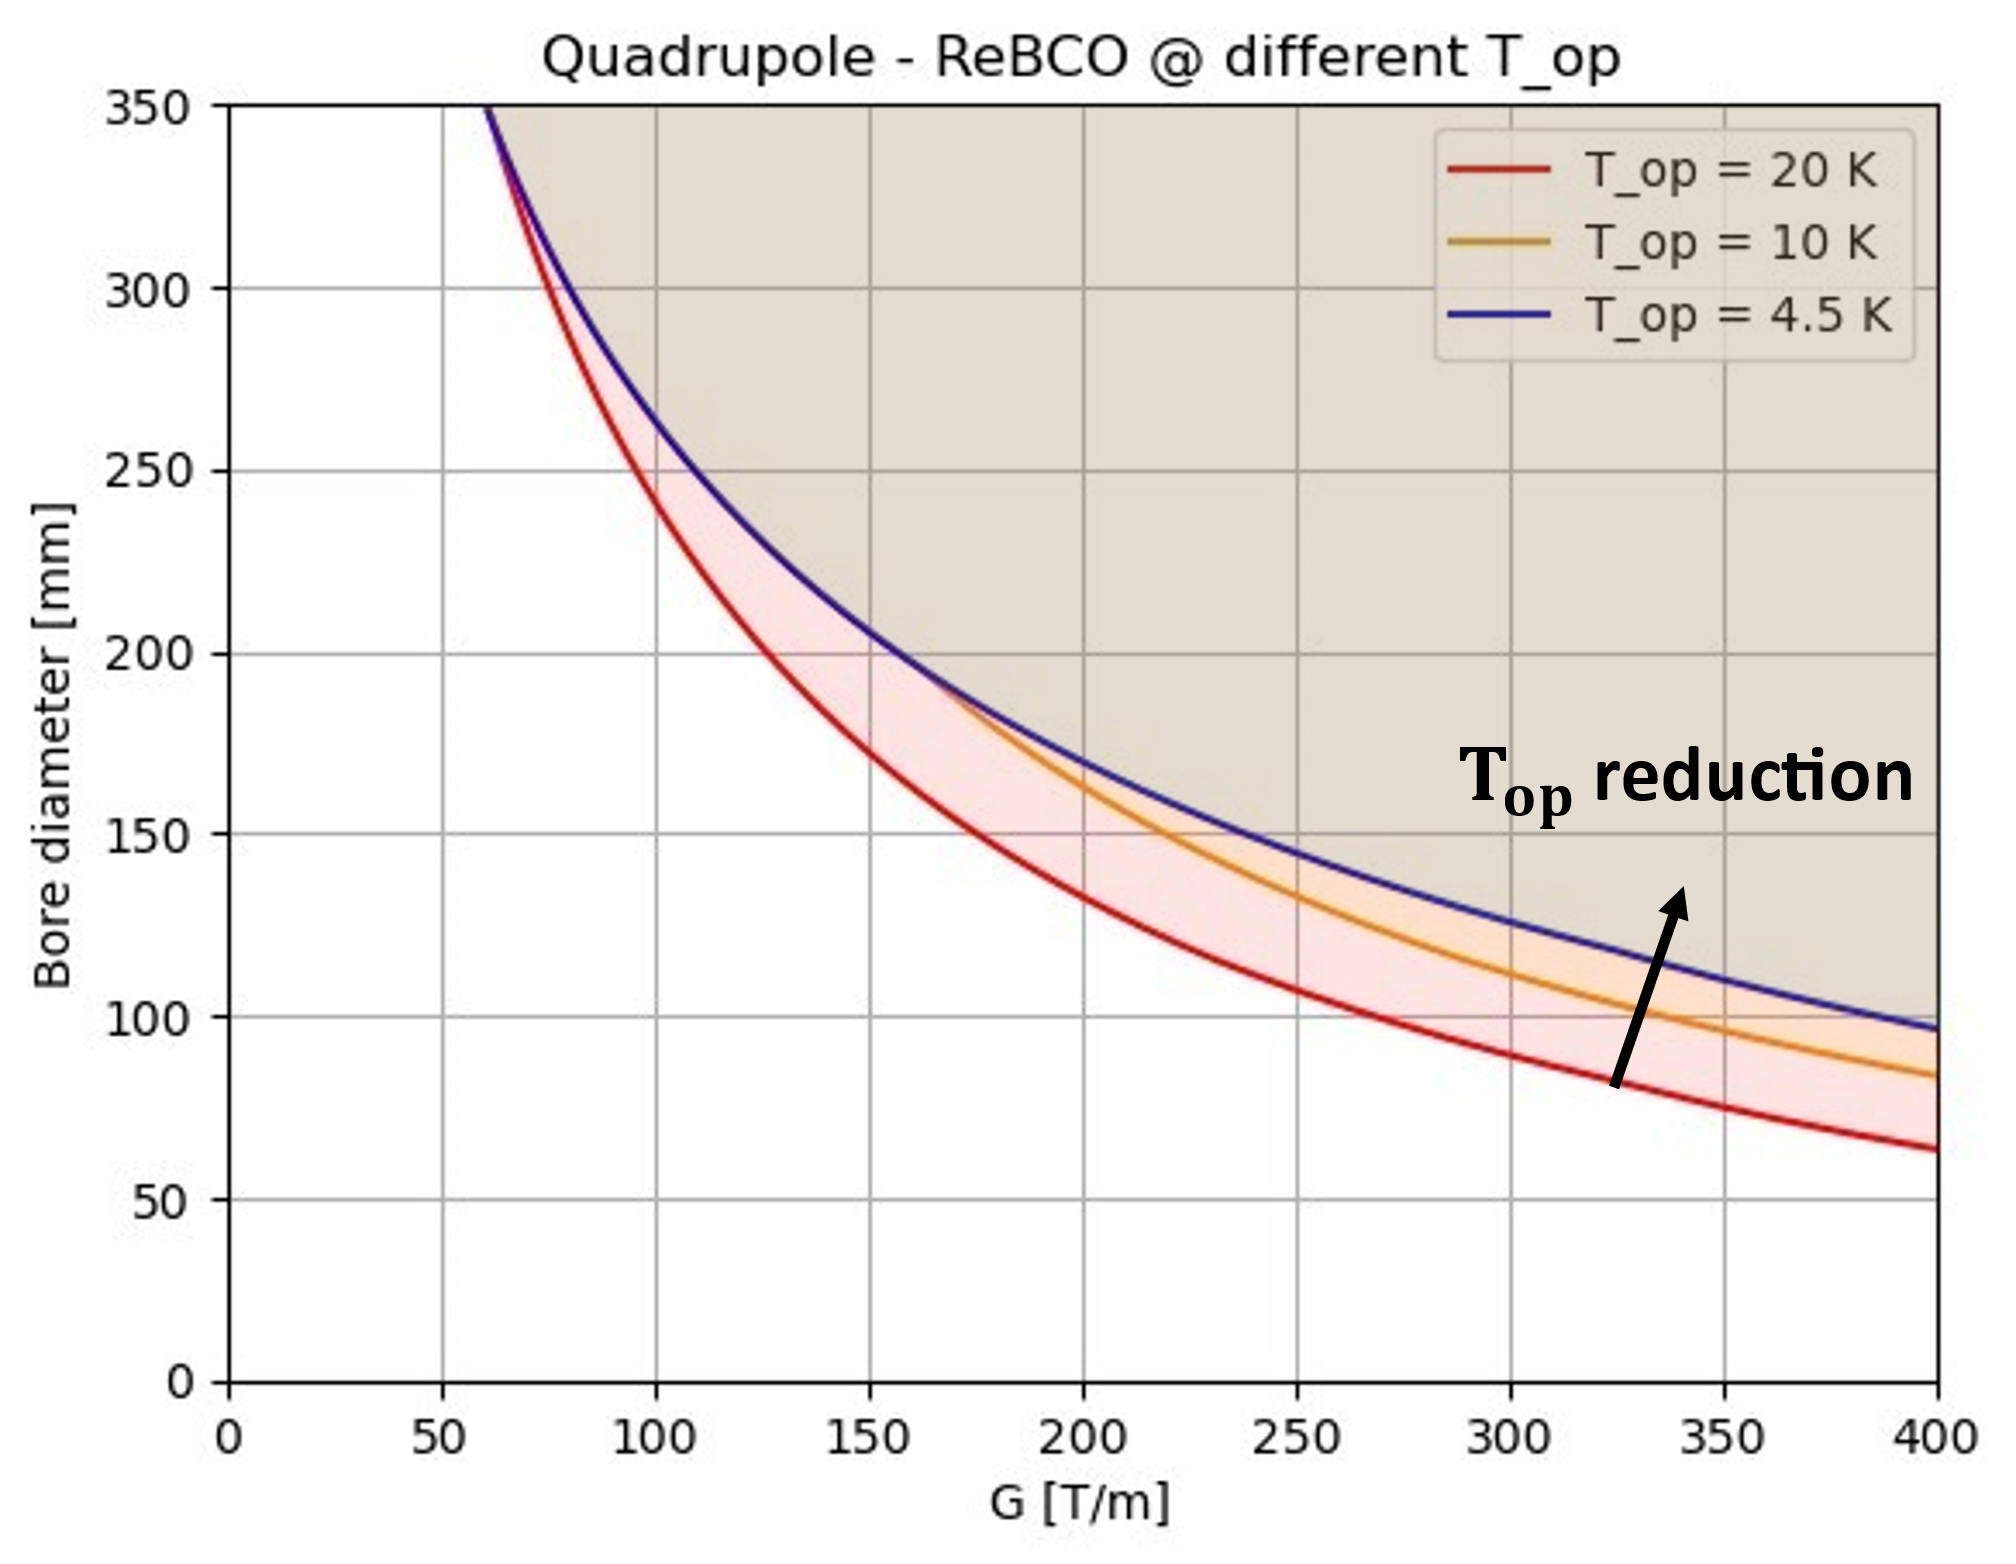 Quadrupole - ReBCO @ different T_op
T_op = 20 K
T_op = 10 K
T_op = 4.5 K
T_op reduction
Bore diameter [mm]
350
300
250
200
150
100
50
0
0 50 100 150 200 250 300 350 400
G [T/m]